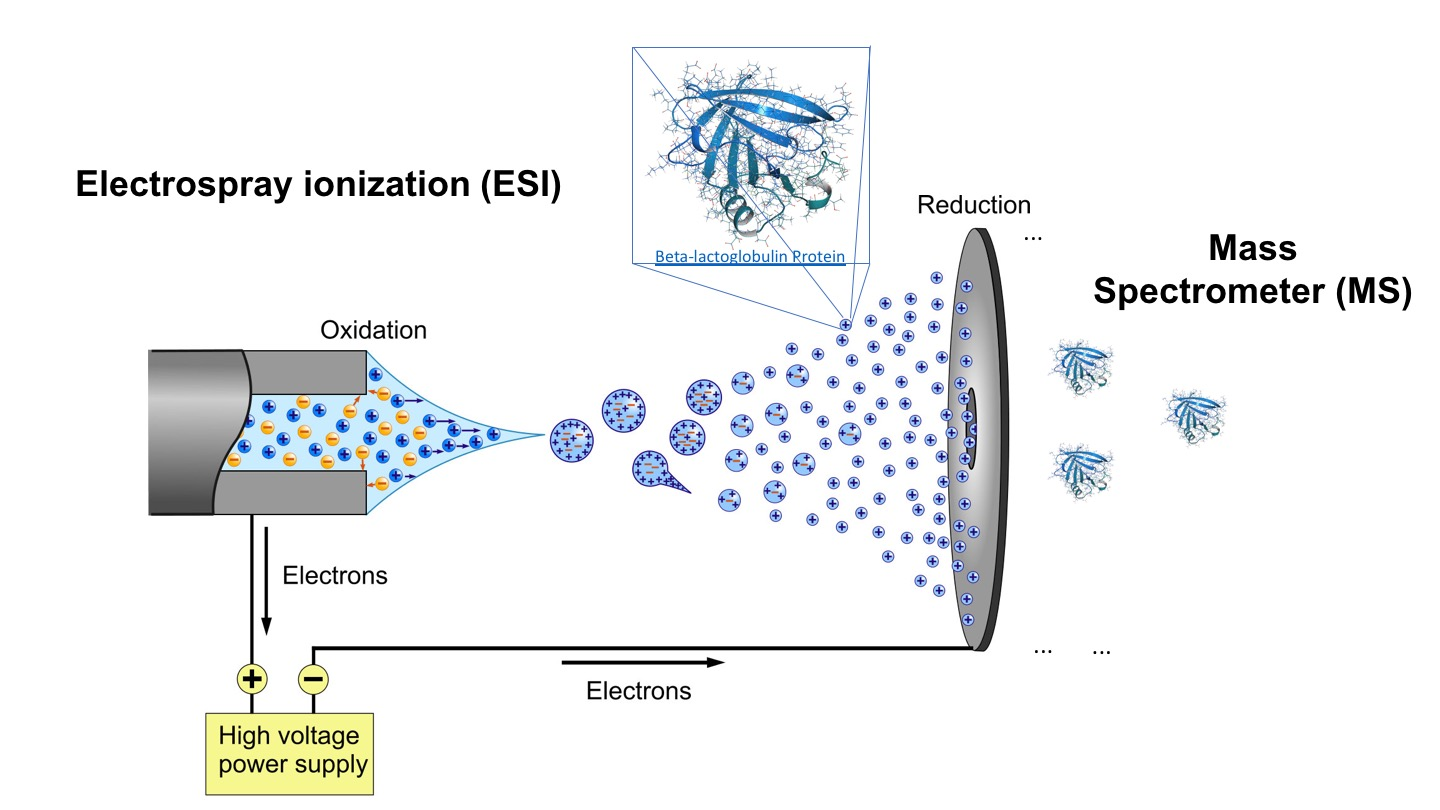 Beta-lactoglobulin Protein
Electrospray ionization (ESI)
Reduction
...
Mass
Spectrometer (MS)
Oxidation
Electrons
... ...
Electrons
+ −
High voltage
power supply